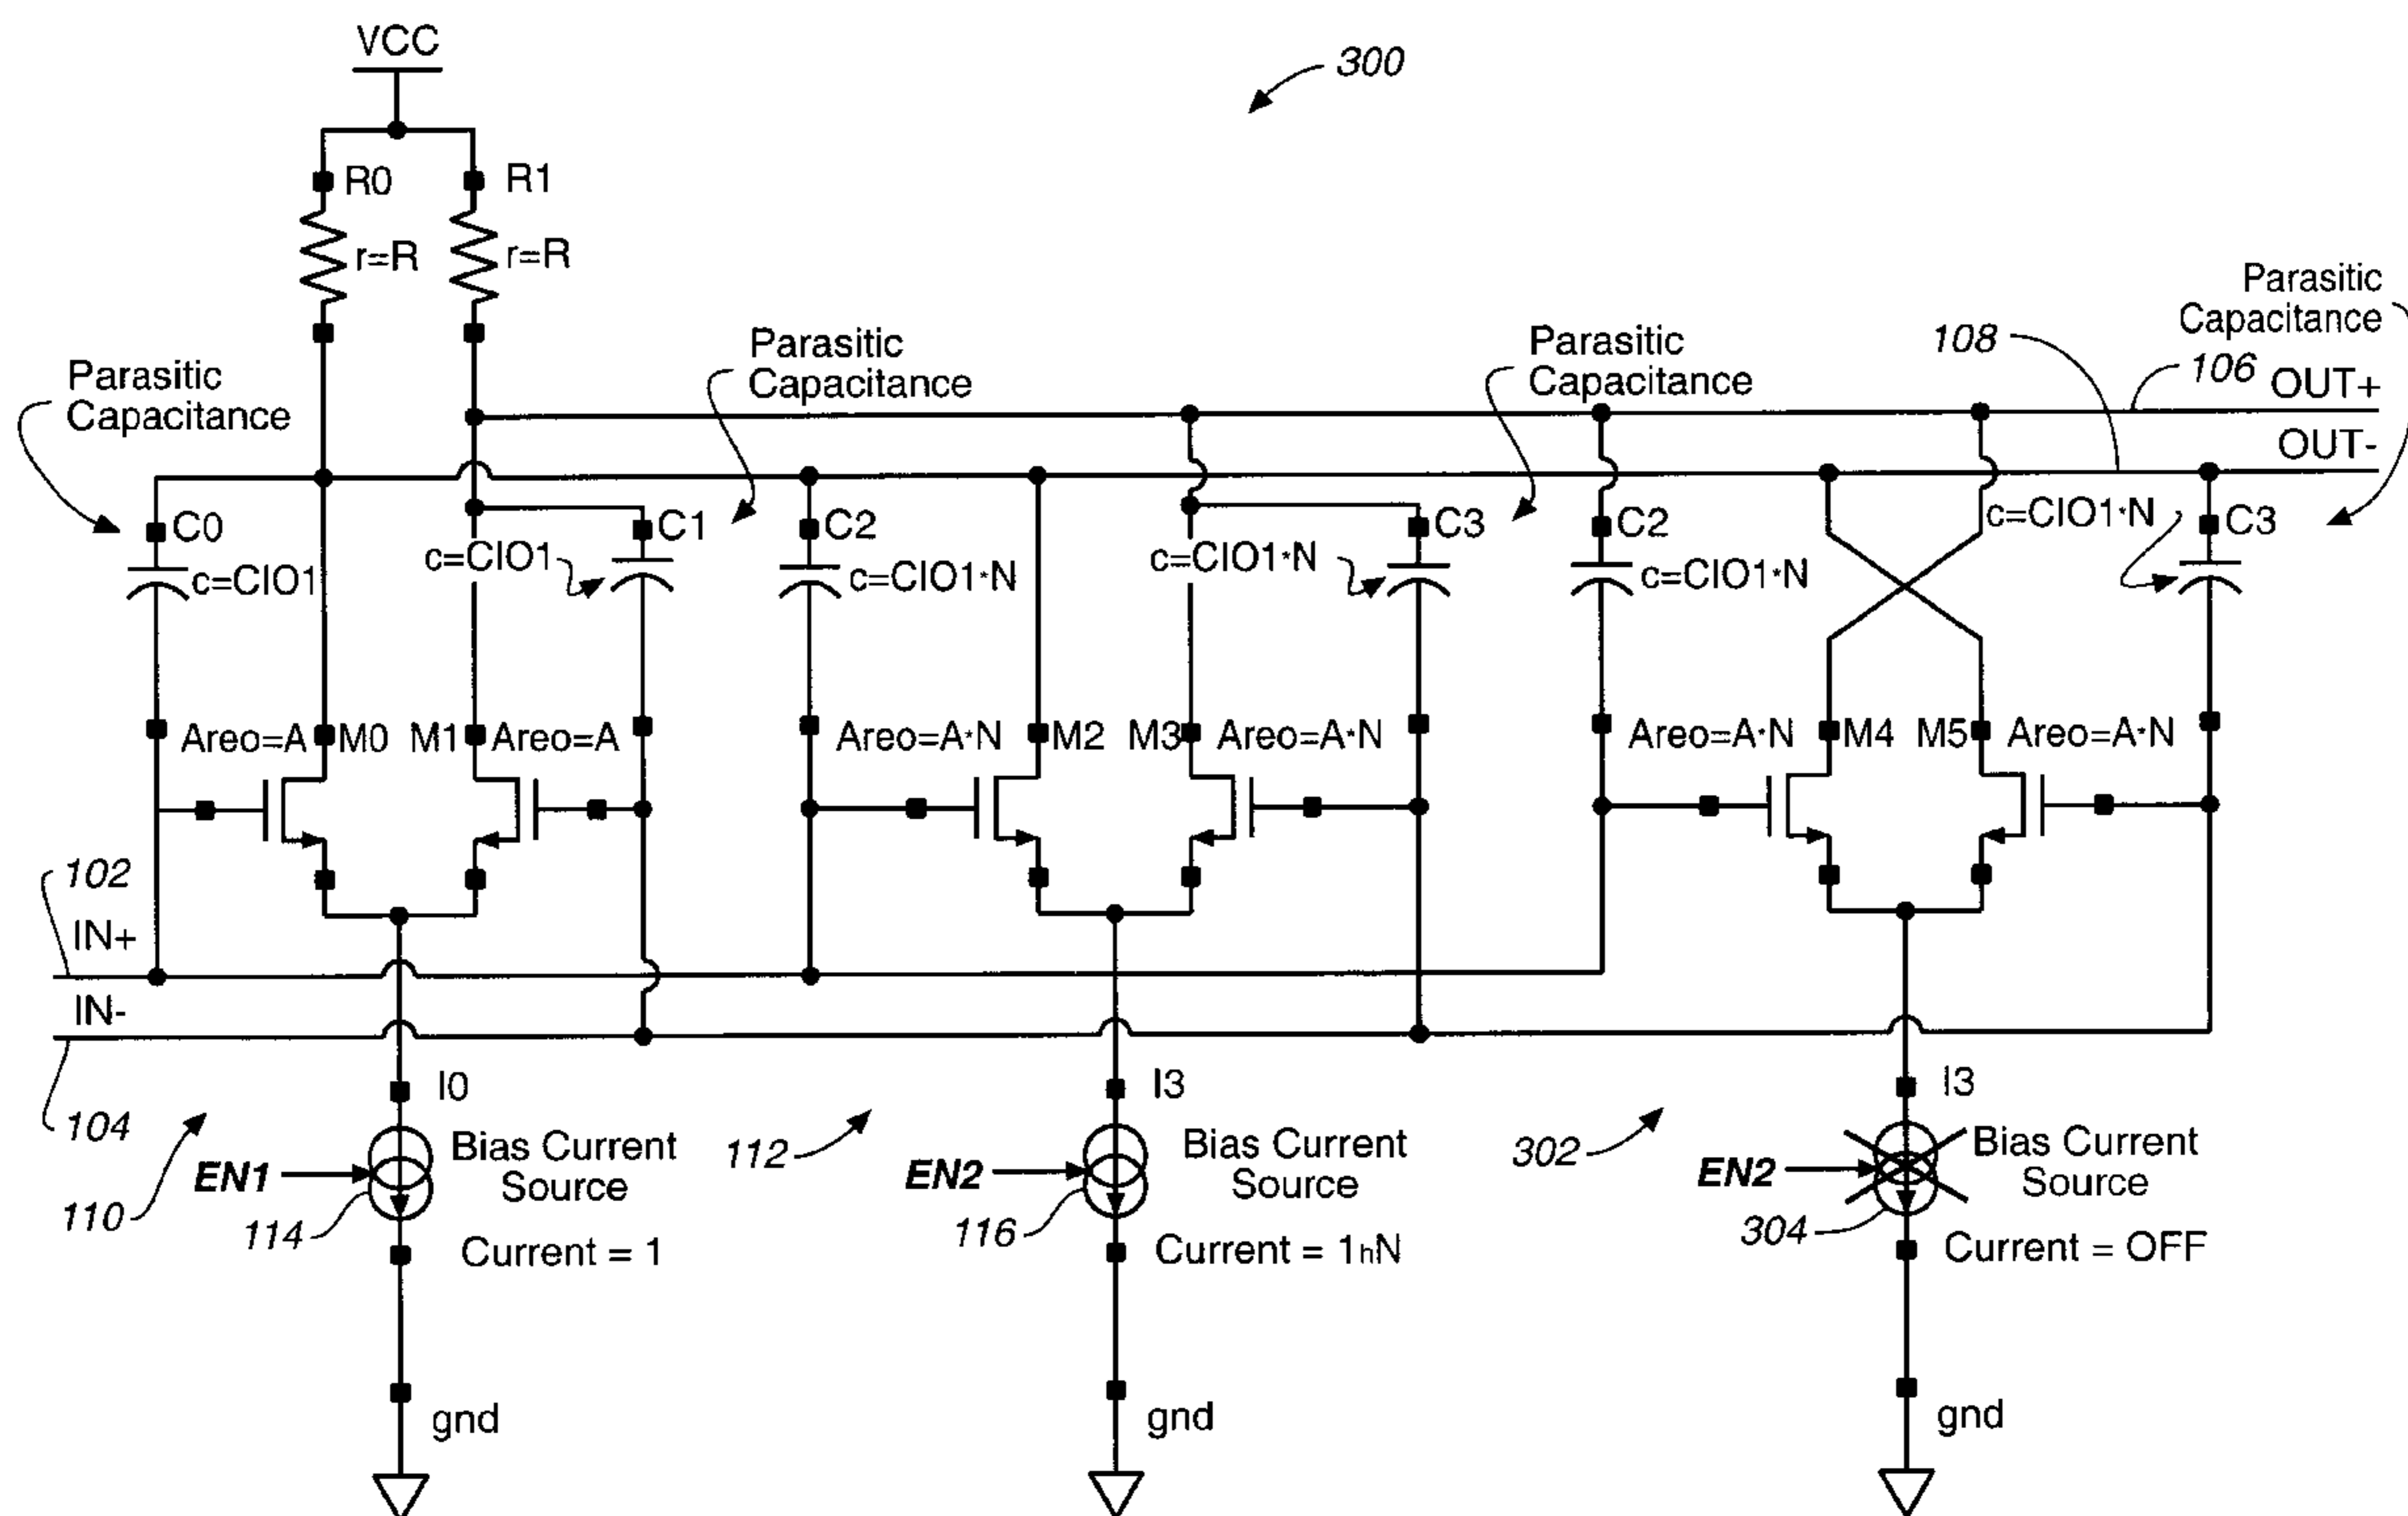 VCC
300
R0
R1
r=R
r=R
Parasitic
Capacitance
Parasitic
Capacitance
Parasitic
Capacitance
Parasitic
Capacitance
108
106
OUT+
OUT-
C0
c=CIO1
c=CIO1
C1
C2
c=CIO1*N
c=CIO1*N
C3
C2
c=CIO1*N
c=CIO1*N
C3
Areo=A
M0
M1
Areo=A
Areo=A*N
M2
M3
Areo=A*N
Areo=A*N
M4
M5
Areo=A*N
102
IN+
IN-
104
I0
I3
I3
110
EN1
114
Bias Current
Source
Current = 1
112
EN2
116
Bias Current
Source
Current = 1hN
302
EN2
304
Bias Current
Source
Current = OFF
gnd
gnd
gnd